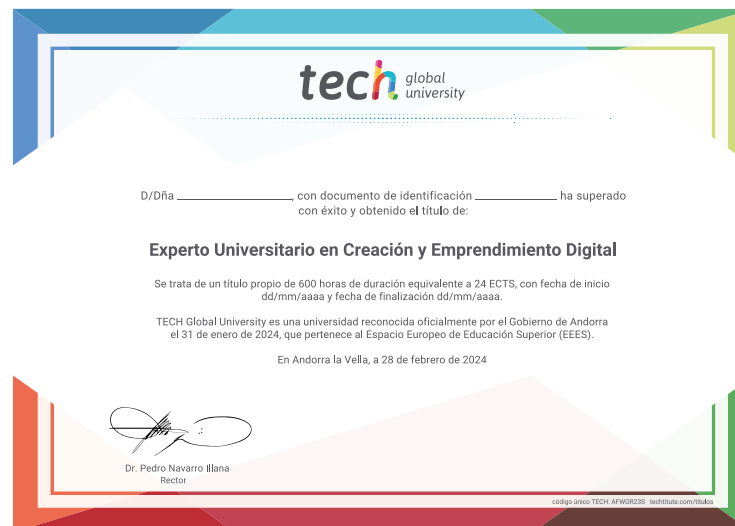 tech global university
D/Dña ____________, con documento de identificación ____________ ha superado
con éxito y obtenido el título de:
Experto Universitario en Creación y Emprendimiento Digital
Se trata de un título propio de 600 horas de duración equivalente a 24 ECTS, con fecha de inicio
dd/mm/aaaa y fecha de finalización dd/mm/aaaa.
TECH Global University es una universidad reconocida oficialmente por el Gobierno de Andorra
el 31 de enero de 2024, que pertenece al Espacio Europeo de Educación Superior (EEES).
En Andorra la Vella, a 28 de febrero de 2024
Dr. Pedro Navarro Illana
Rector
código único TECH: AFWOR23S techtitute.com/titulos